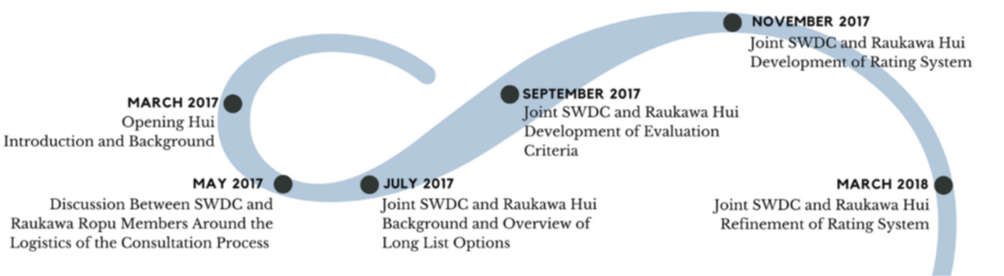 MARCH 2017
Opening Hui
Introduction and Background
MAY 2017
Discussion Between SWDC and
Raukawa Ropu Members Around the
Logistics of the Consultation Process
JULY 2017
Joint SWDC and Raukawa Hui
Background and Overview of
Long List Options
SEPTEMBER 2017
Joint SWDC and Raukawa Hui
Development of Evaluation
Criteria
NOVEMBER 2017
Joint SWDC and Raukawa Hui
Development of Rating System
MARCH 2018
Joint SWDC and Raukawa Hui
Refinement of Rating System